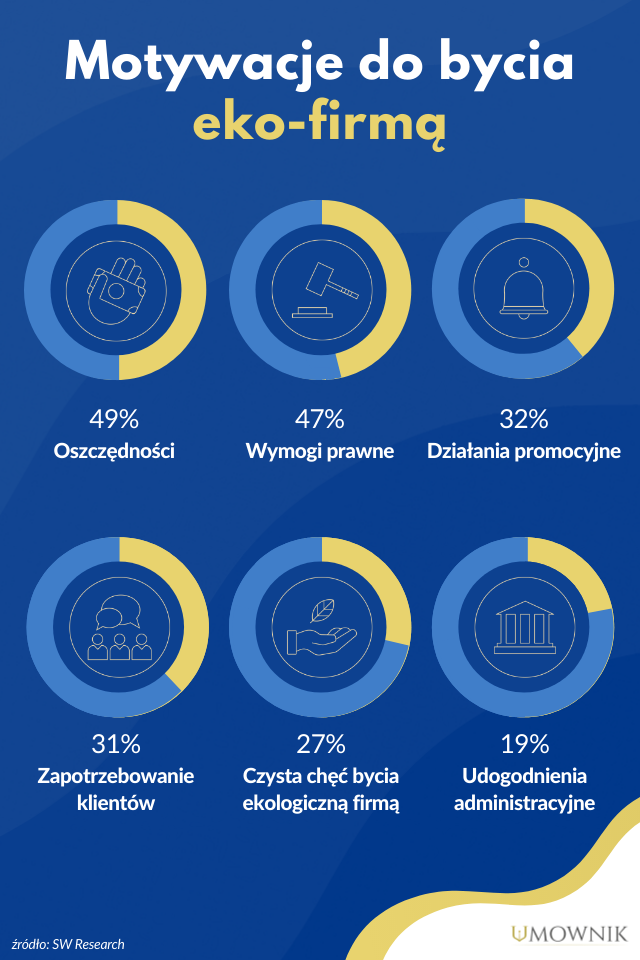 Motywacje do bycia
eko-firmą
49%
Oszczędności
47%
Wymogi prawne
32%
Działania promocyjne
31%
Zapotrzebowanie
klientów
27%
Czysta chęć bycia
ekologiczną firmą
19%
Udogodnienia
administracyjne
źródło: SW Research
UMOWNIK